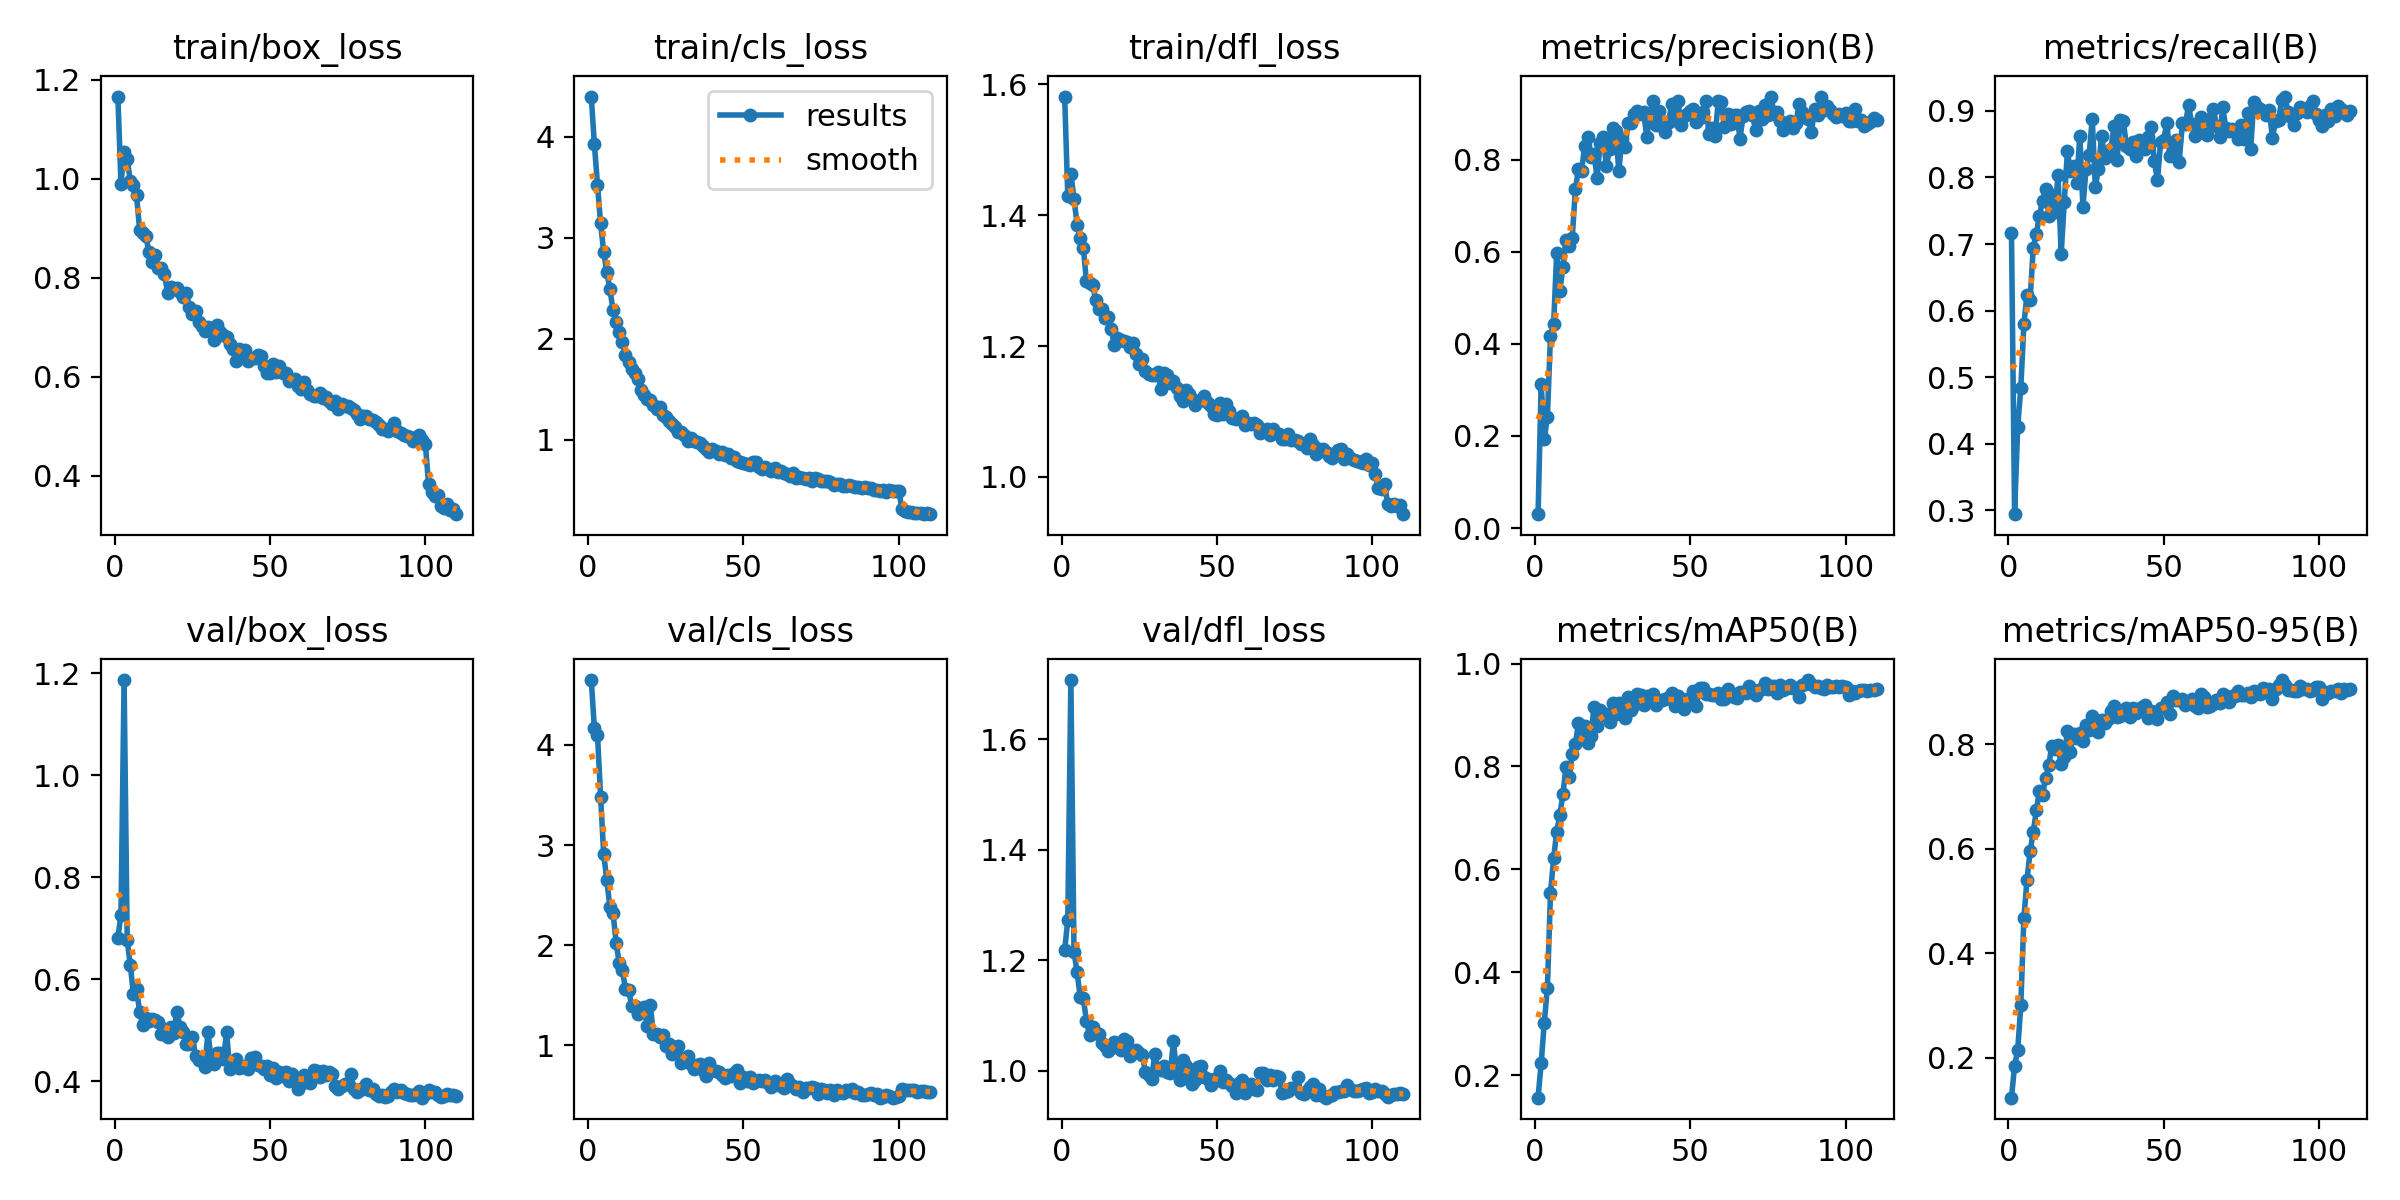 train/box_loss
1.2
1.0
0.8
0.6
0.4
0 50 100
train/cls_loss
results
smooth
4
3
2
1
0 50 100
train/dfl_loss
1.6
1.4
1.2
1.0
0 50 100
metrics/precision(B)
0.8
0.6
0.4
0.2
0.0
0 50 100
metrics/recall(B)
0.9
0.8
0.7
0.6
0.5
0.4
0.3
0 50 100
val/box_loss
1.2
1.0
0.8
0.6
0.4
0 50 100
val/cls_loss
4
3
2
1
0 50 100
val/dfl_loss
1.6
1.4
1.2
1.0
0 50 100
metrics/mAP50(B)
1.0
0.8
0.6
0.4
0.2
0 50 100
metrics/mAP50-95(B)
0.8
0.6
0.4
0.2
0 50 100